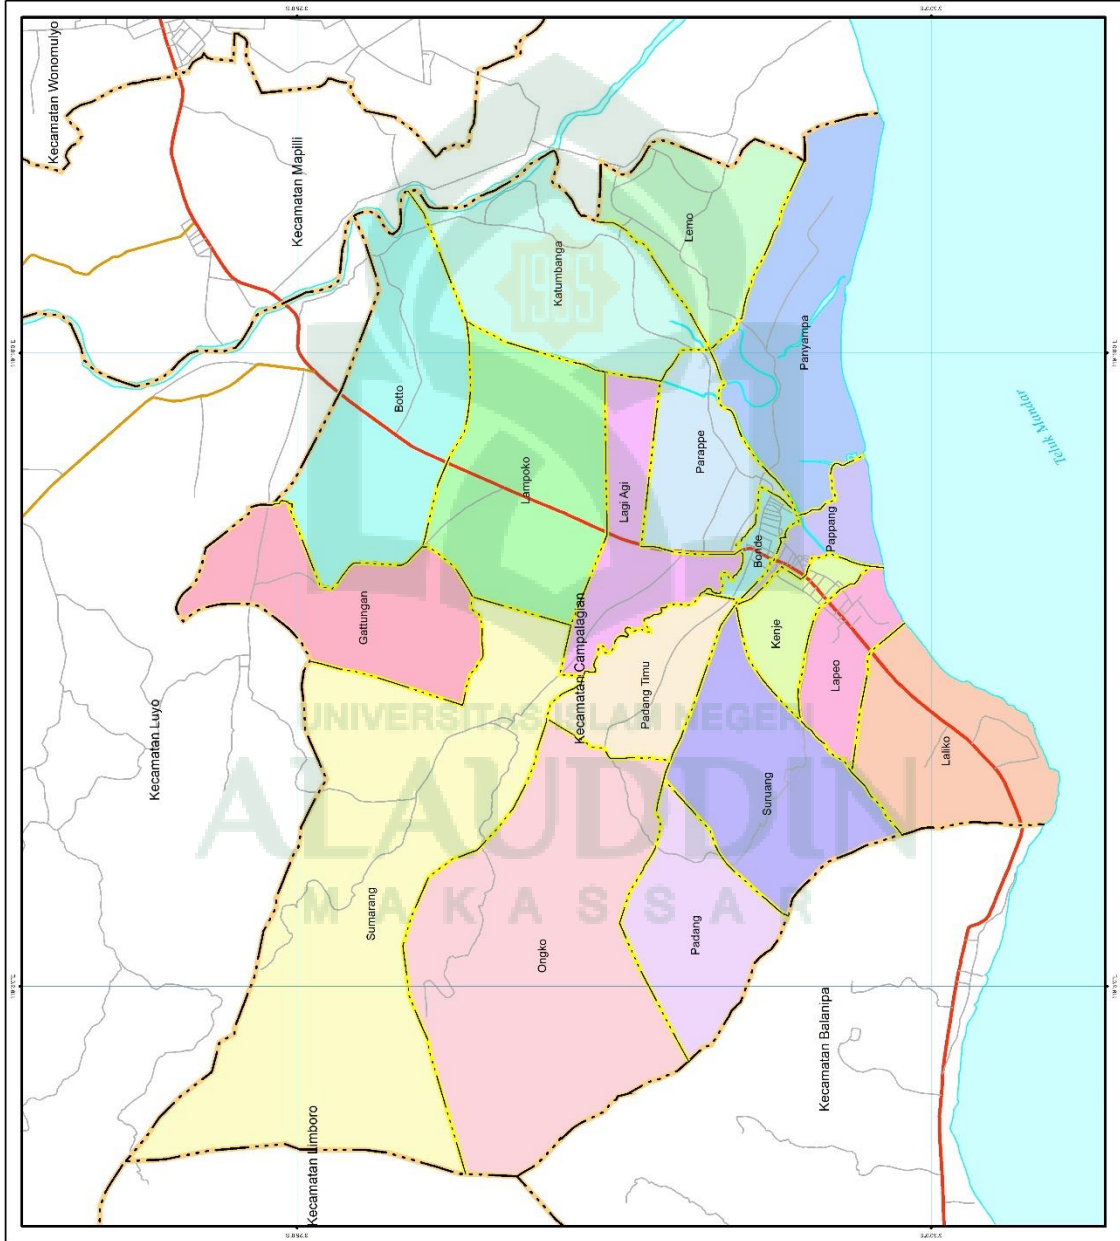 Kecamatan Wonomulyo
Kecamatan Mapilli
Kecamatan Luyo
Kecamatan Limboro
Kecamatan Balanipa
Kecamatan Campalagian
Botto
Katumbanga
Lemo
Panyampa
Lampoko
Lagi Agi
Parappe
Pappang
Bonde
Gattungan
Kenje
Padang Timu
Lapeo
Laliko
Suruang
Sumarang
Ongko
Padang
Teluk Mandar
1965
UNIVERSITAS ISLAM NEGERI
ALAUDDIN
MAKASSAR